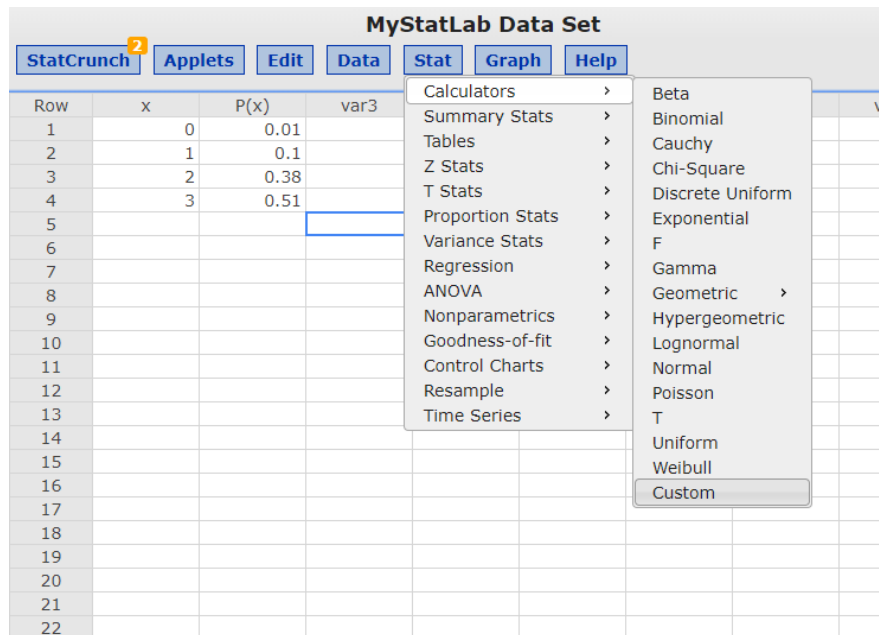 MyStatLab Data Set
StatCrunch 2 Applets Edit Data Stat Graph Help
Row x P(x) var3
1 0 0.01
2 1 0.1
3 2 0.38
4 3 0.51
5
6
7
8
9
10
11
12
13
14
15
16
17
18
19
20
21
22
Calculators
Summary Stats
Tables
Z Stats
T Stats
Proportion Stats
Variance Stats
Regression
ANOVA
Nonparametrics
Goodness-of-fit
Control Charts
Resample
Time Series
Beta
Binomial
Cauchy
Chi-Square
Discrete Uniform
Exponential
F
Gamma
Geometric
Hypergeometric
Lognormal
Normal
Poisson
T
Uniform
Weibull
Custom